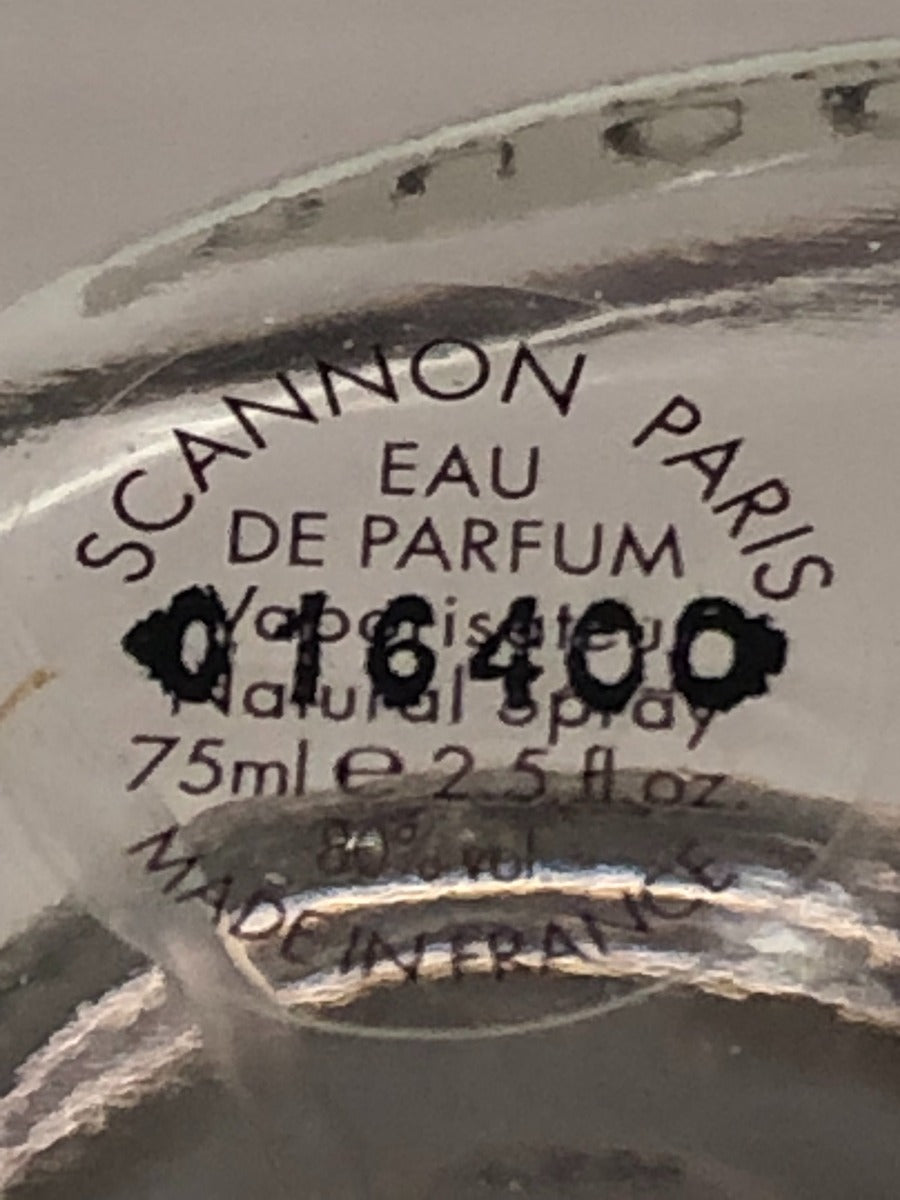 SCANNON PARIS
EAU
DE PARFUM
Vaporisateur
016400
Natural Spray
75ml e 2.5 fl.oz.
80% vol.
MADE IN FRANCE